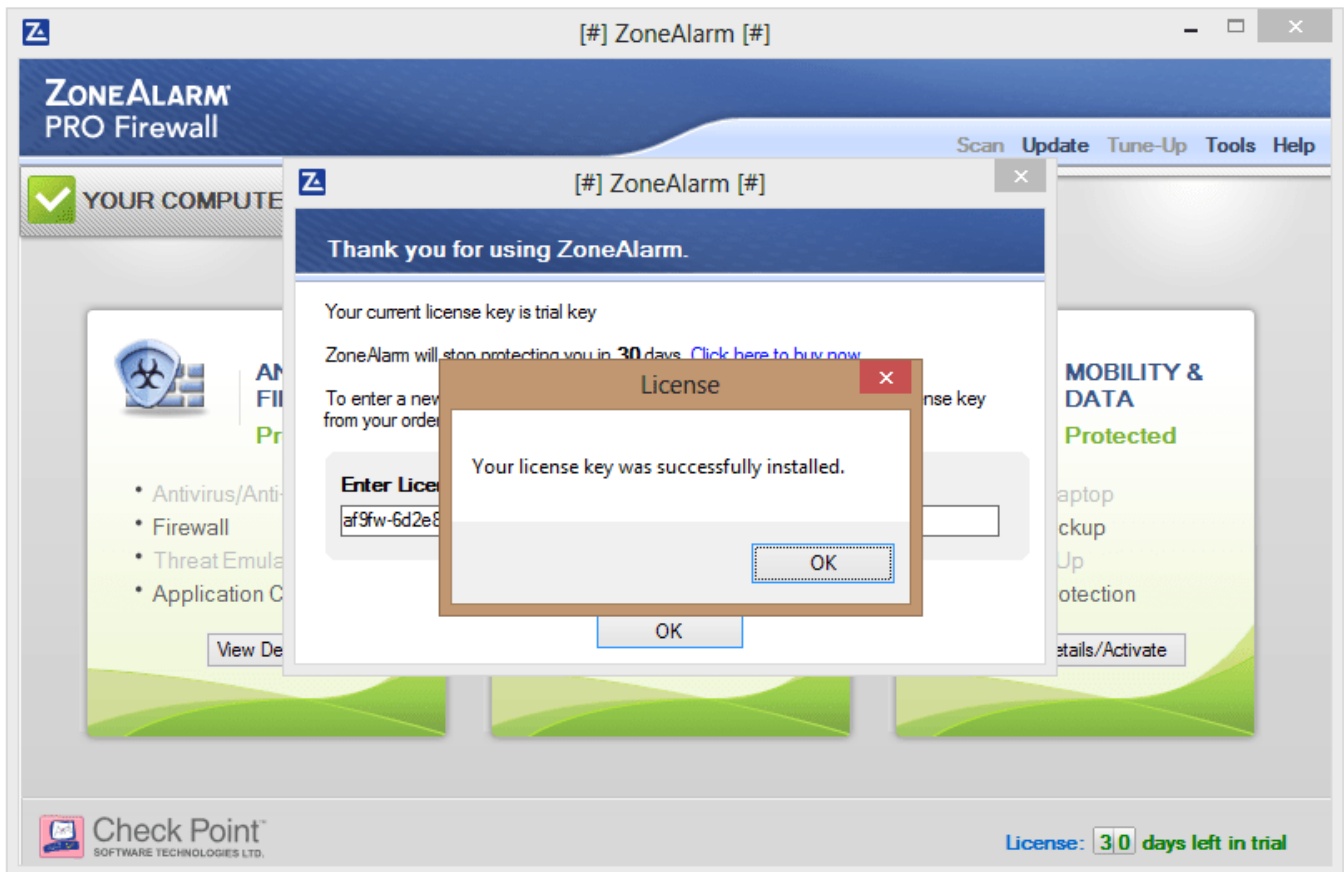 [#] ZoneAlarm [#]
ZONEALARM
PRO Firewall
Scan Update Tune-Up Tools Help
YOUR COMPUTE
[#] ZoneAlarm [#]
Thank you for using ZoneAlarm.
Your current license key is trial key
ZoneAlarm will stop protecting you in 30 days. Click here to buy now
To enter a new
nse key
from your order
Enter Licen
af9fw-6d2e8
License
Your license key was successfully installed.
OK
OK
AN
FI
Pr
Antivirus/Anti-
Firewall
Threat Emula
Application C
View De
MOBILITY &
DATA
Protected
aptop
ckup
Up
otection
etails/Activate
Check Point
SOFTWARE TECHNOLOGIES LTD.
License: 30 days left in trial